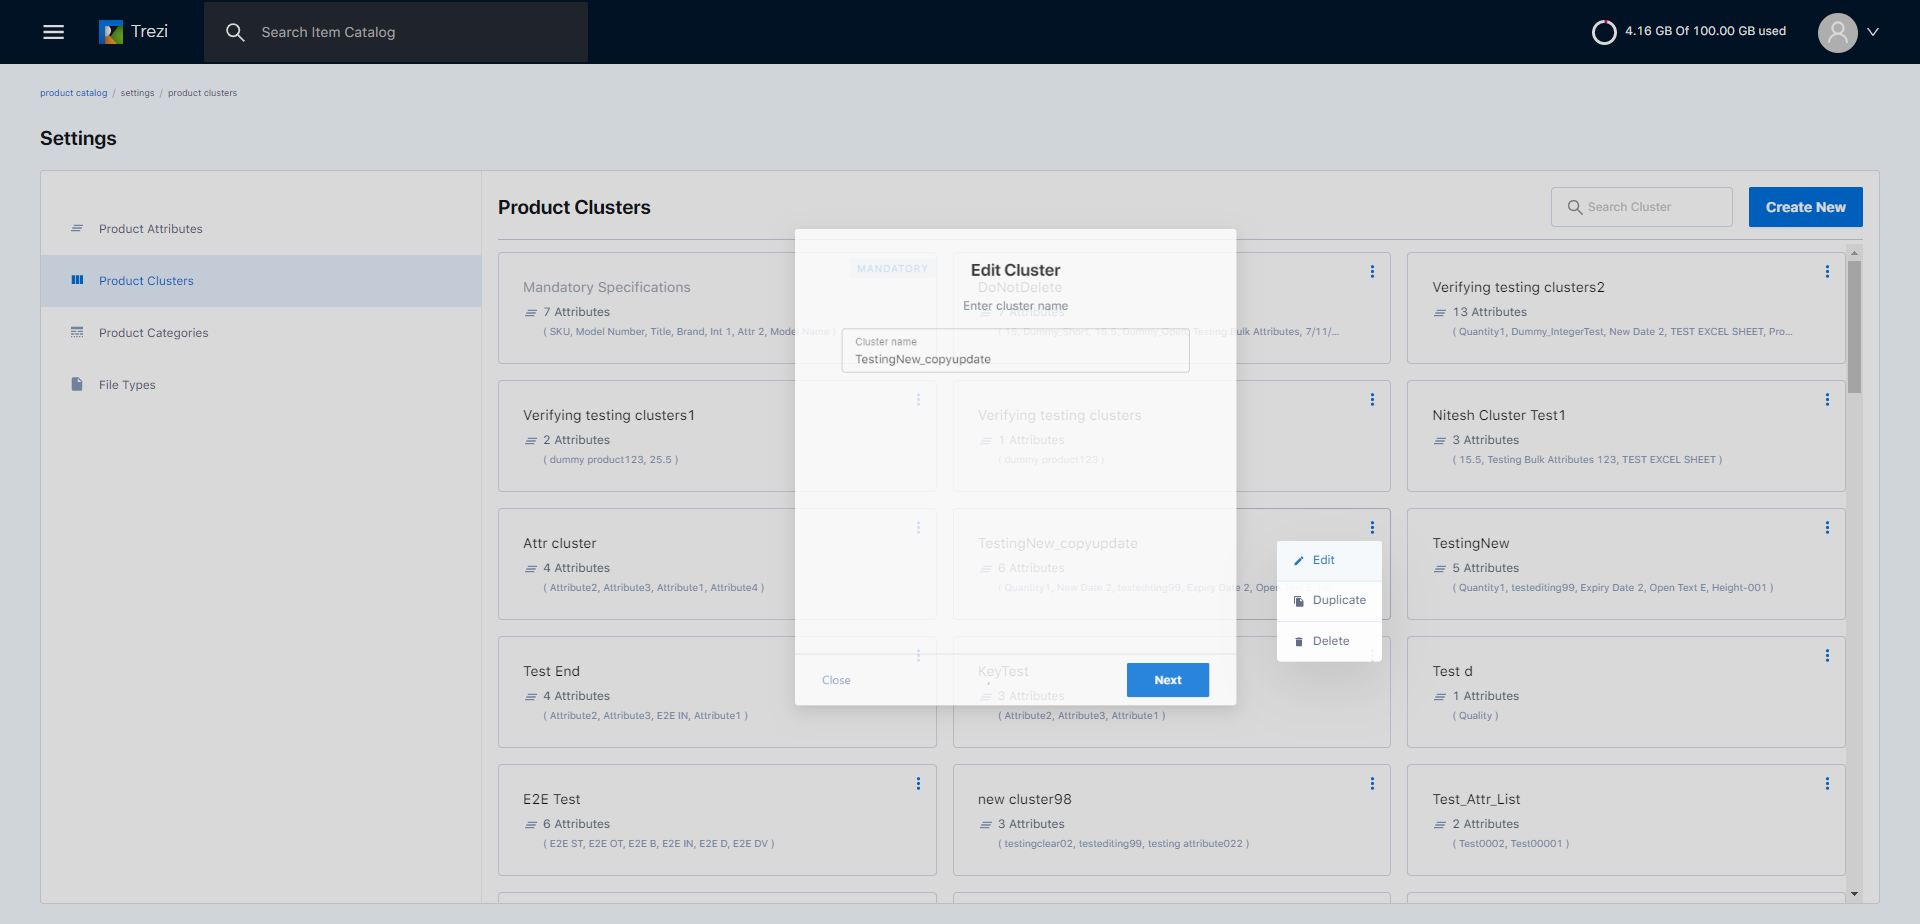 Trezi
Search Item Catalog
4.16 GB Of 100.00 GB used
product catalog / settings / product clusters
Settings
Product Attributes
Product Clusters
Product Categories
File Types
Product Clusters
Search Cluster
Create New
MANDATORY
Mandatory Specifications
7 Attributes
( SKU, Model Number, Title, Brand, Int 1, Attr 2, Model Name )
DoNotDelete
7 Attributes
( 15, Dummy_Short, 15.5, Dummy_Open, Testing Bulk Attributes, 7/11/...
Verifying testing clusters2
13 Attributes
( Quantity1, Dummy_IntegerTest, New Date 2, TEST EXCEL SHEET, Pro...
Edit Cluster
Enter cluster name
Cluster name
TestingNew_copyupdate
Close
Next
Verifying testing clusters1
2 Attributes
( dummy product123, 25.5 )
Verifying testing clusters
1 Attributes
( dummy product123 )
Nitesh Cluster Test1
3 Attributes
( 15.5, Testing Bulk Attributes 123, TEST EXCEL SHEET )
Attr cluster
4 Attributes
( Attribute2, Attribute3, Attribute1, Attribute4 )
TestingNew_copyupdate
6 Attributes
( Quantity1, New Date 2, testediting99, Expiry Date 2, Open
Edit
Duplicate
Delete
TestingNew
5 Attributes
( Quantity1, testediting99, Expiry Date 2, Open Text E, Height-001 )
Test End
4 Attributes
( Attribute2, Attribute3, E2E IN, Attribute1 )
KeyTest
3 Attributes
( Attribute2, Attribute3, Attribute1 )
Test d
1 Attributes
( Quality )
E2E Test
6 Attributes
( E2E ST, E2E OT, E2E B, E2E IN, E2E D, E2E DV )
new cluster98
3 Attributes
( testingclear02, testediting99, testing attribute022 )
Test_Attr_List
2 Attributes
( Test0002, Test00001 )